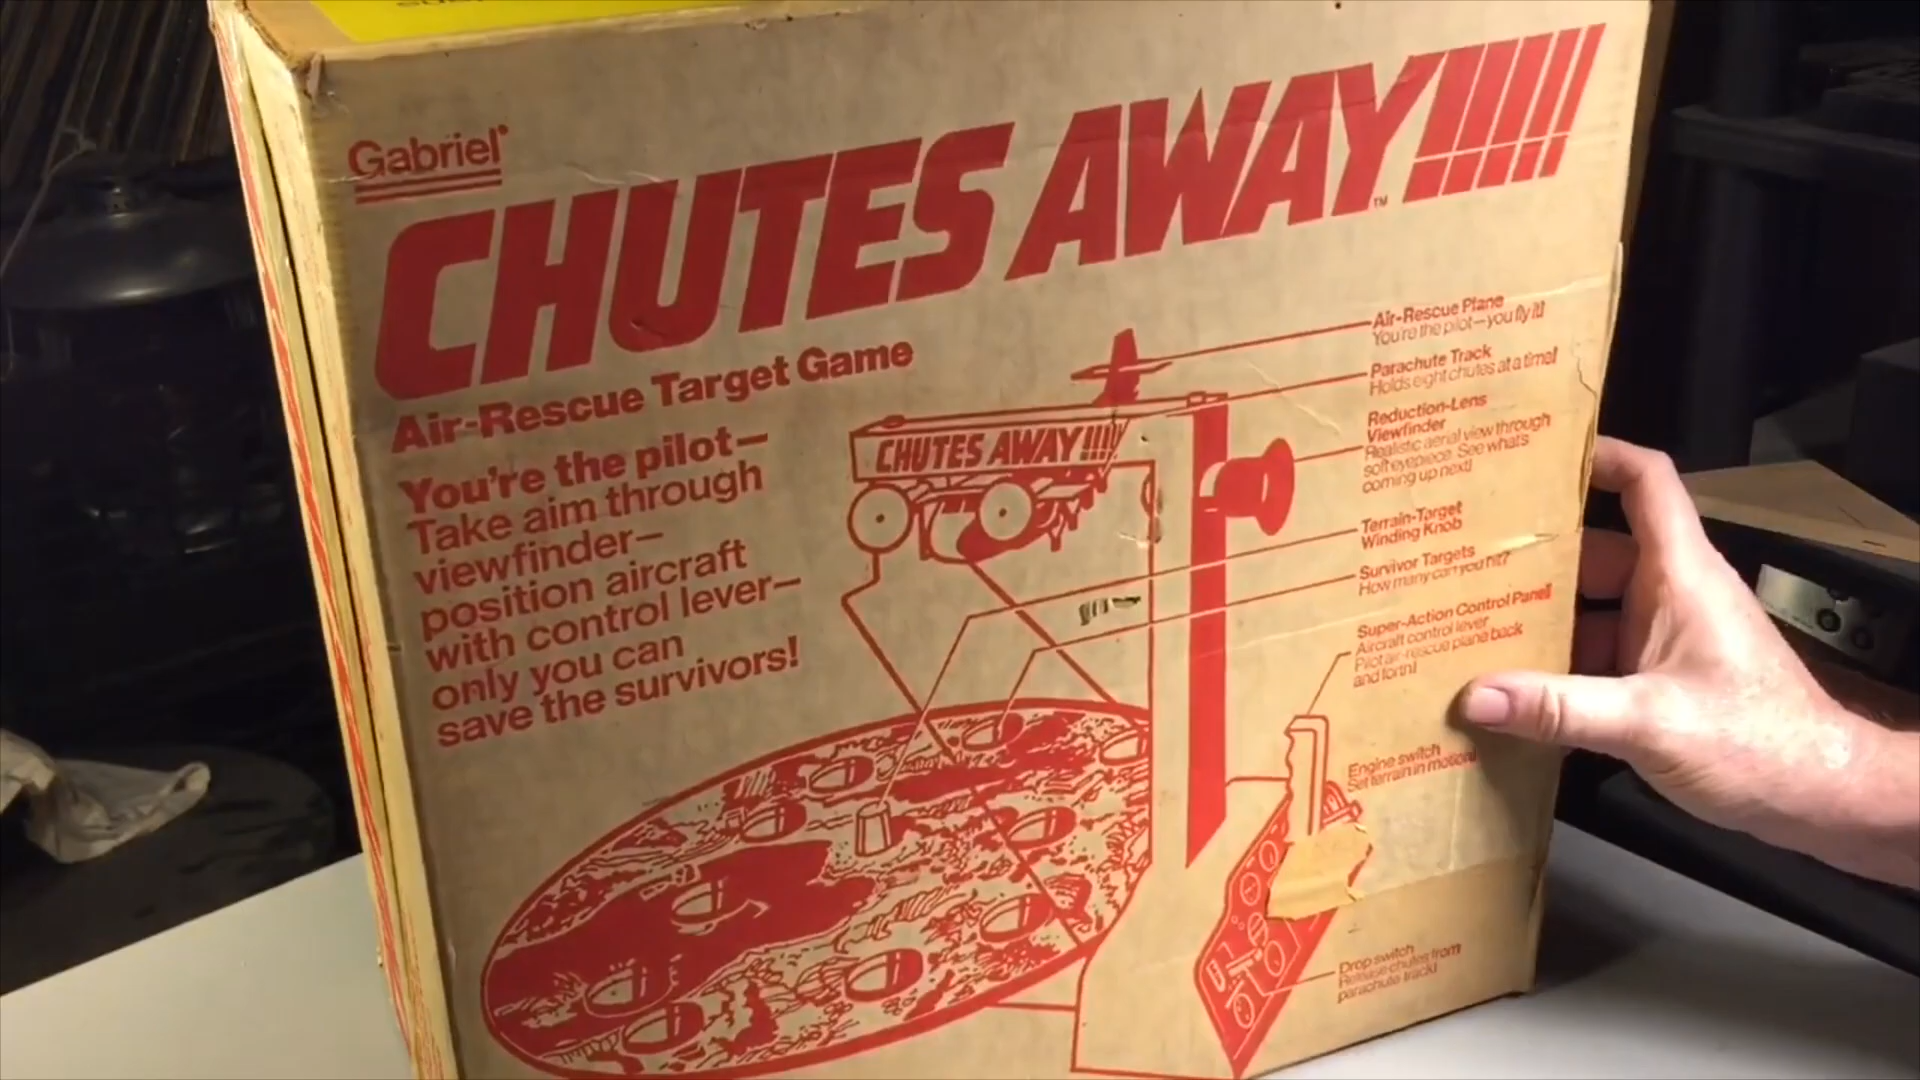 Gabriel
CHUTES AWAY!!!!!
TM
Air-Rescue Target Game
You're the pilot—
Take aim through
viewfinder—
position aircraft
with control lever—
only you can
save the survivors!
CHUTES AWAY!!!!!
Air-Rescue Plane
You're the pilot—you fly it!
Parachute Track
Holds eight chutes at a time!
Reduction-Lens
Viewfinder
Realistic aerial view through
soft eyepiece. See what's
coming up next!
Terrain-Target
Winding Knob
Survivor Targets
How many can you hit?
Super-Action Control Panel
Aircraft control lever
Pilot air-rescue plane back
and forth!
Engine switch
Set terrain in motion!
Drop switch
Release chutes from
parachute track!